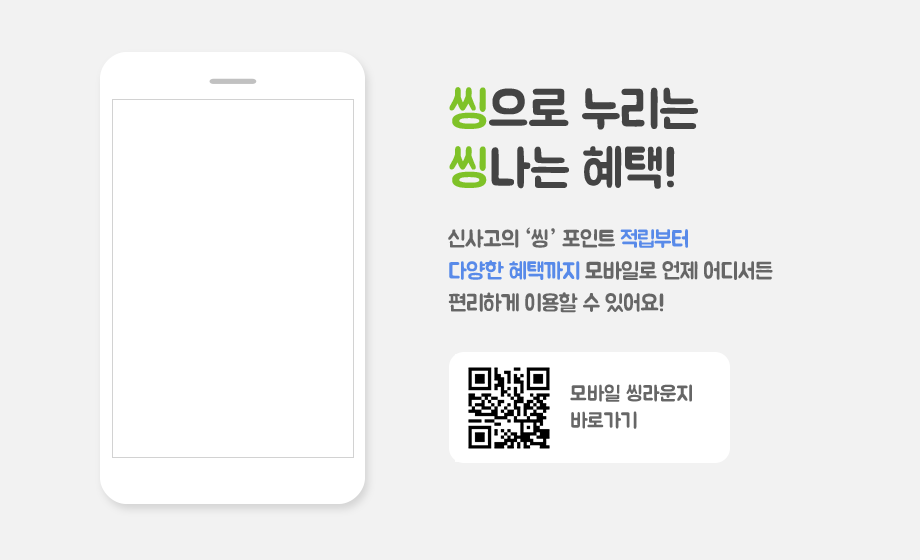 씽으로 누리는
씽나는 혜택!
신사고의 ‘씽’ 포인트 적립부터
다양한 혜택까지 모바일로 언제 어디서든
편리하게 이용할 수 있어요!
모바일 씽라운지
바로가기